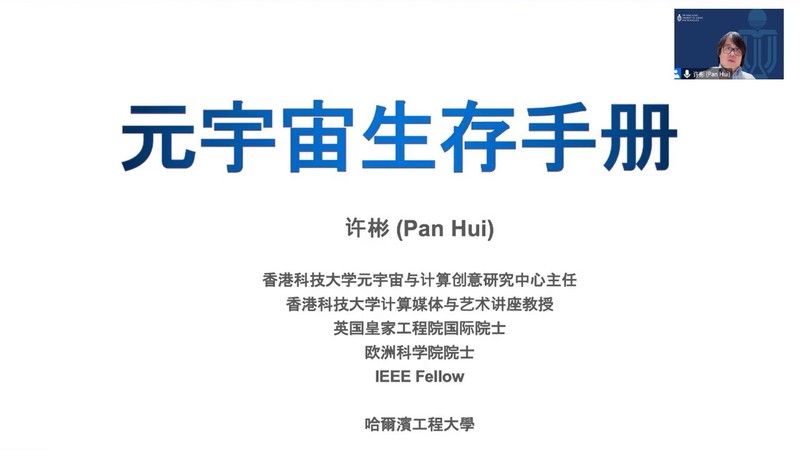 元宇宙生存手册
许彬 (Pan Hui)
许彬 (Pan Hui)
香港科技大学元宇宙与计算创意研究中心主任
香港科技大学计算媒体与艺术讲座教授
英国皇家工程院国际院士
欧洲科学院院士
IEEE Fellow
哈爾濱工程大學